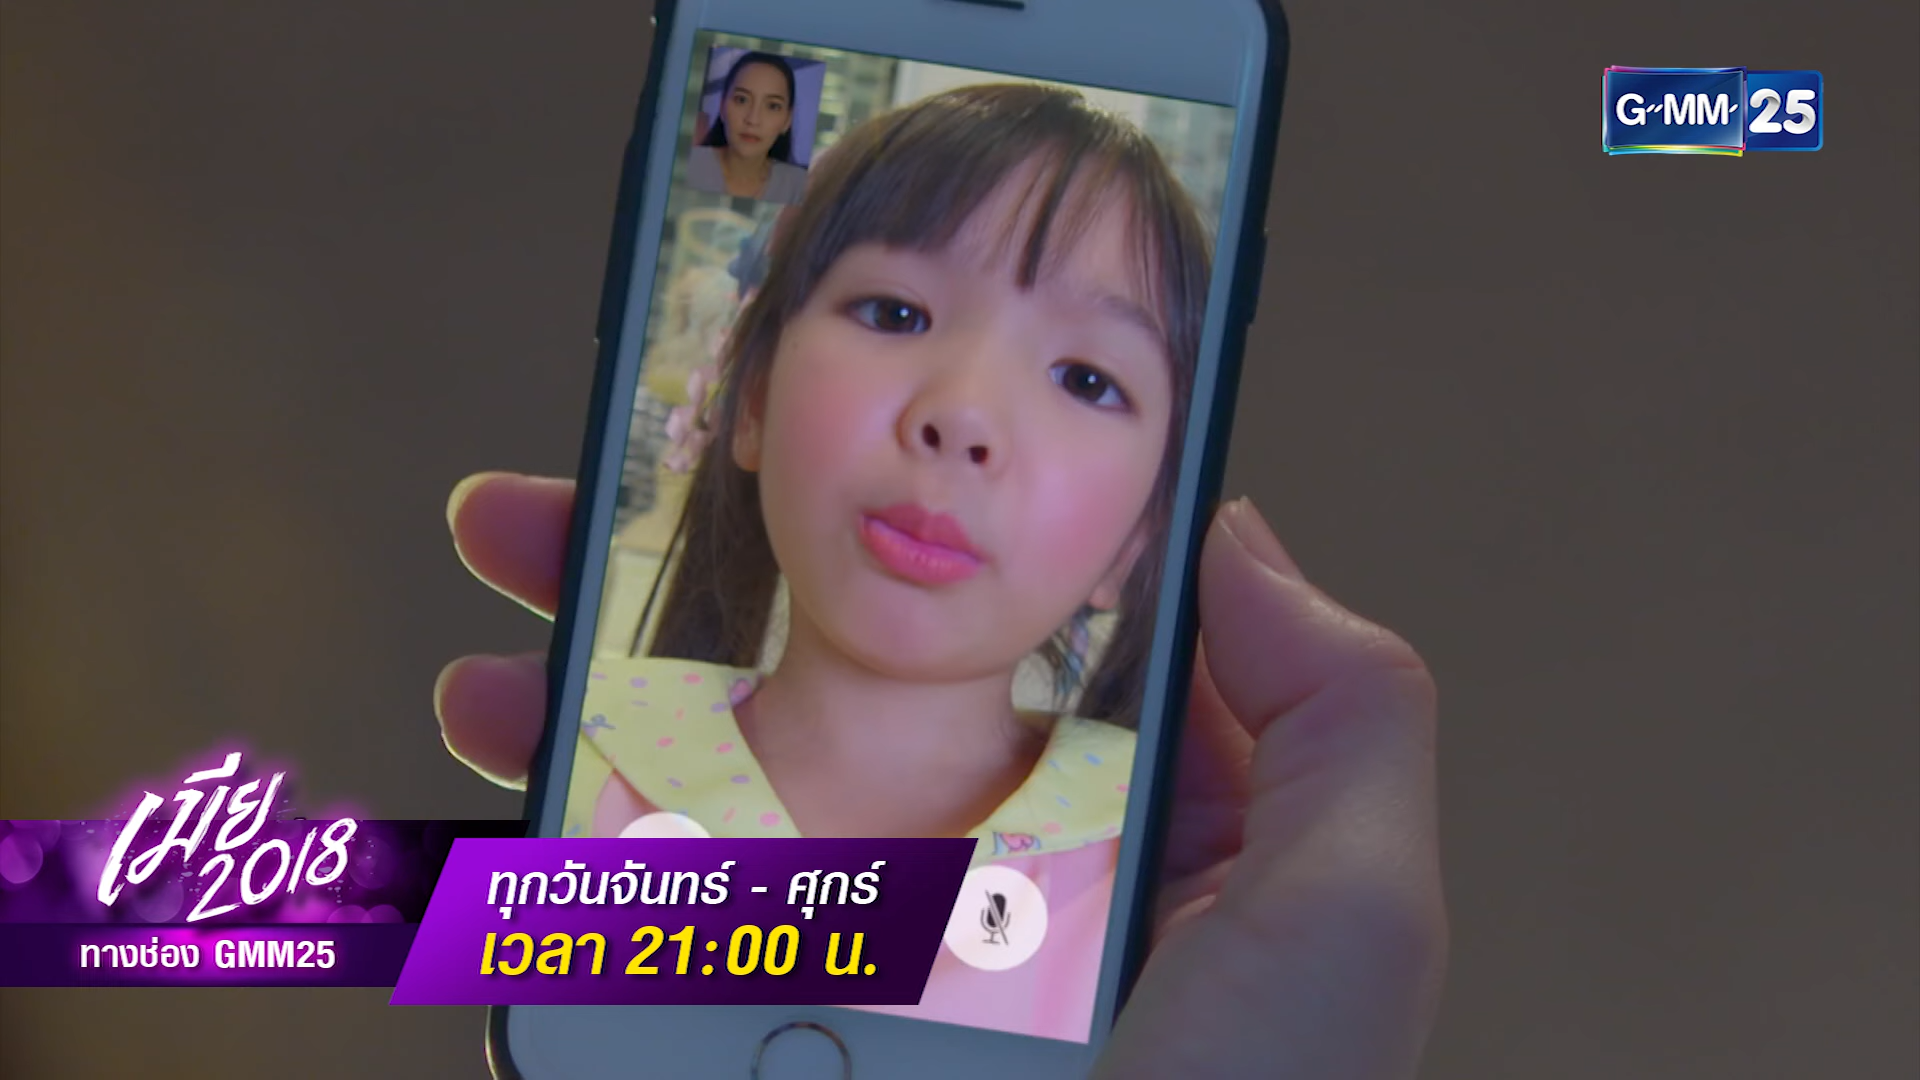 GMM 25
เมีย
2018
ทางช่อง GMM25
ทุกวันจันทร์ - ศุกร์
เวลา 21:00 น.